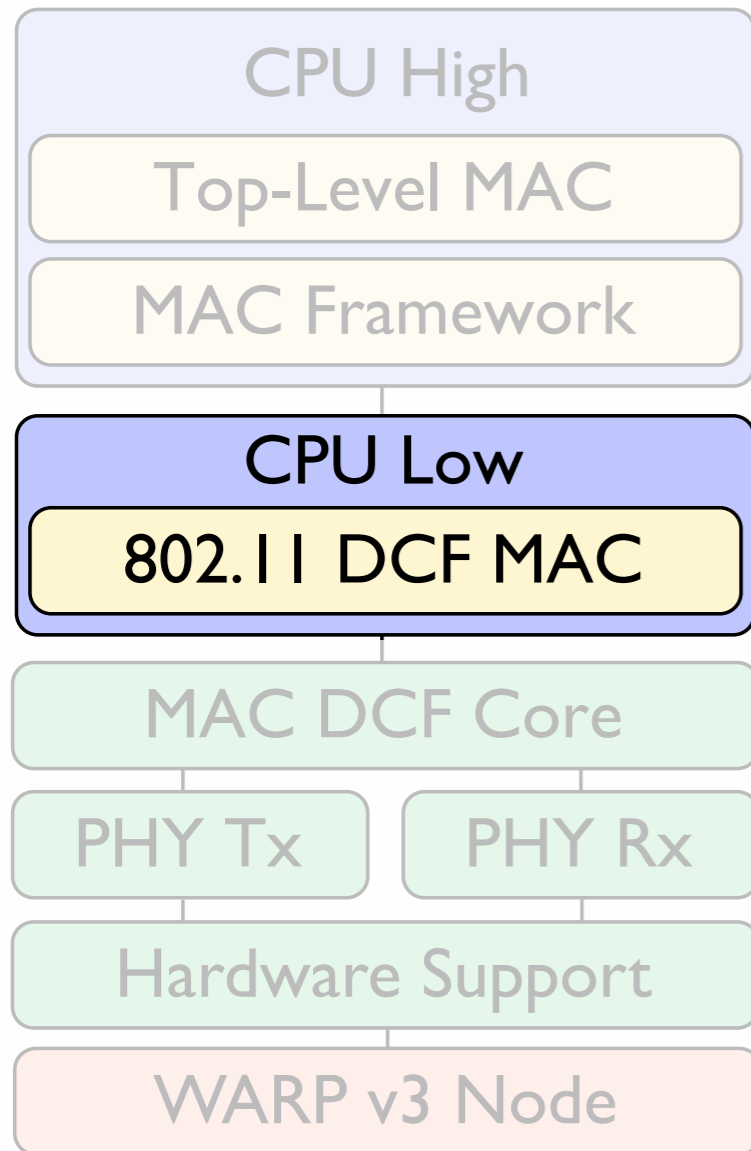 CPU High
Top-Level MAC
MAC Framework
CPU Low
802.11 DCF MAC
MAC DCF Core
PHY Tx PHY Rx
Hardware Support
WARP v3 Node